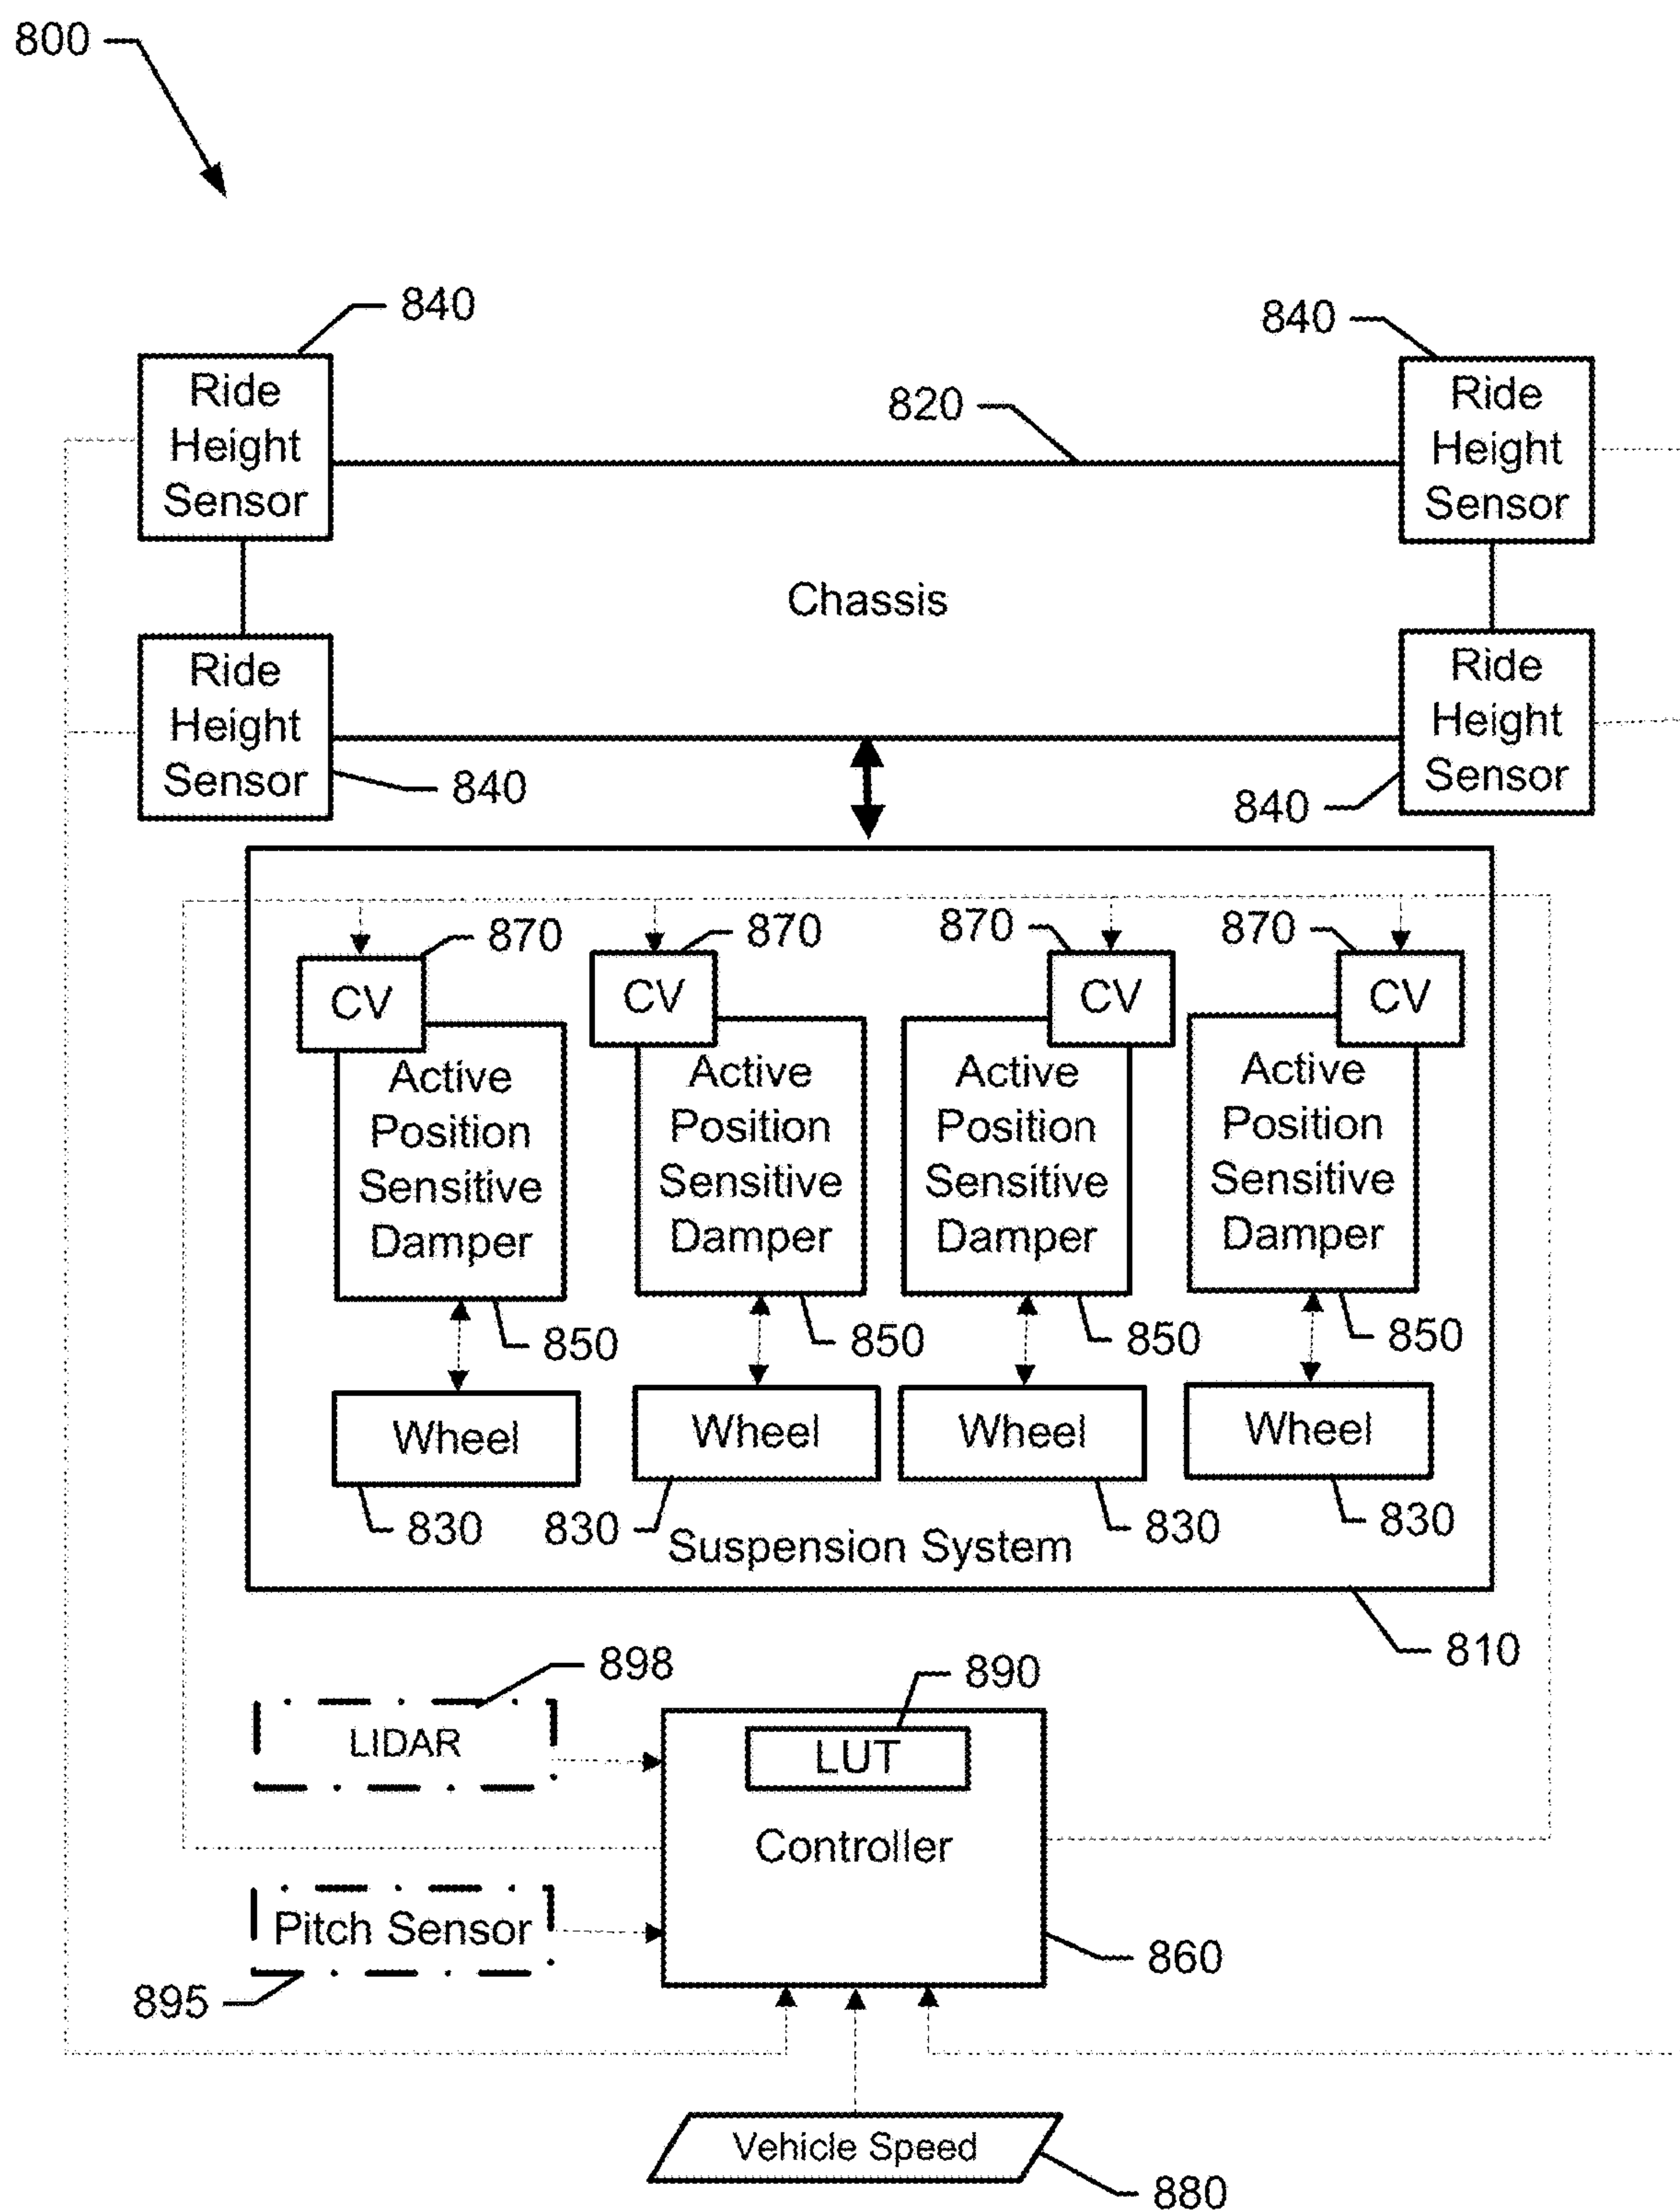 800
840
840
Ride
Height
Sensor
820
Ride
Height
Sensor
Chassis
Ride
Height
Sensor
840
Ride
Height
Sensor
840
870
870
870
870
CV
CV
CV
CV
Active
Position
Sensitive
Damper
Active
Position
Sensitive
Damper
Active
Position
Sensitive
Damper
Active
Position
Sensitive
Damper
850
850
850
850
Wheel
Wheel
Wheel
Wheel
830
830
830
830
Suspension System
810
898
890
LIDAR
LUT
Controller
Pitch Sensor
895
860
Vehicle Speed
880